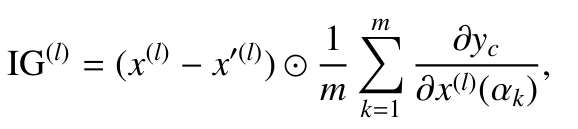 IG^{(l)} = (x^{(l)} − x′^{(l)}) ⊙ \frac{1}{m} \sum_{k=1}^{m} \frac{∂y_c}{∂x^{(l)}(α_k)},